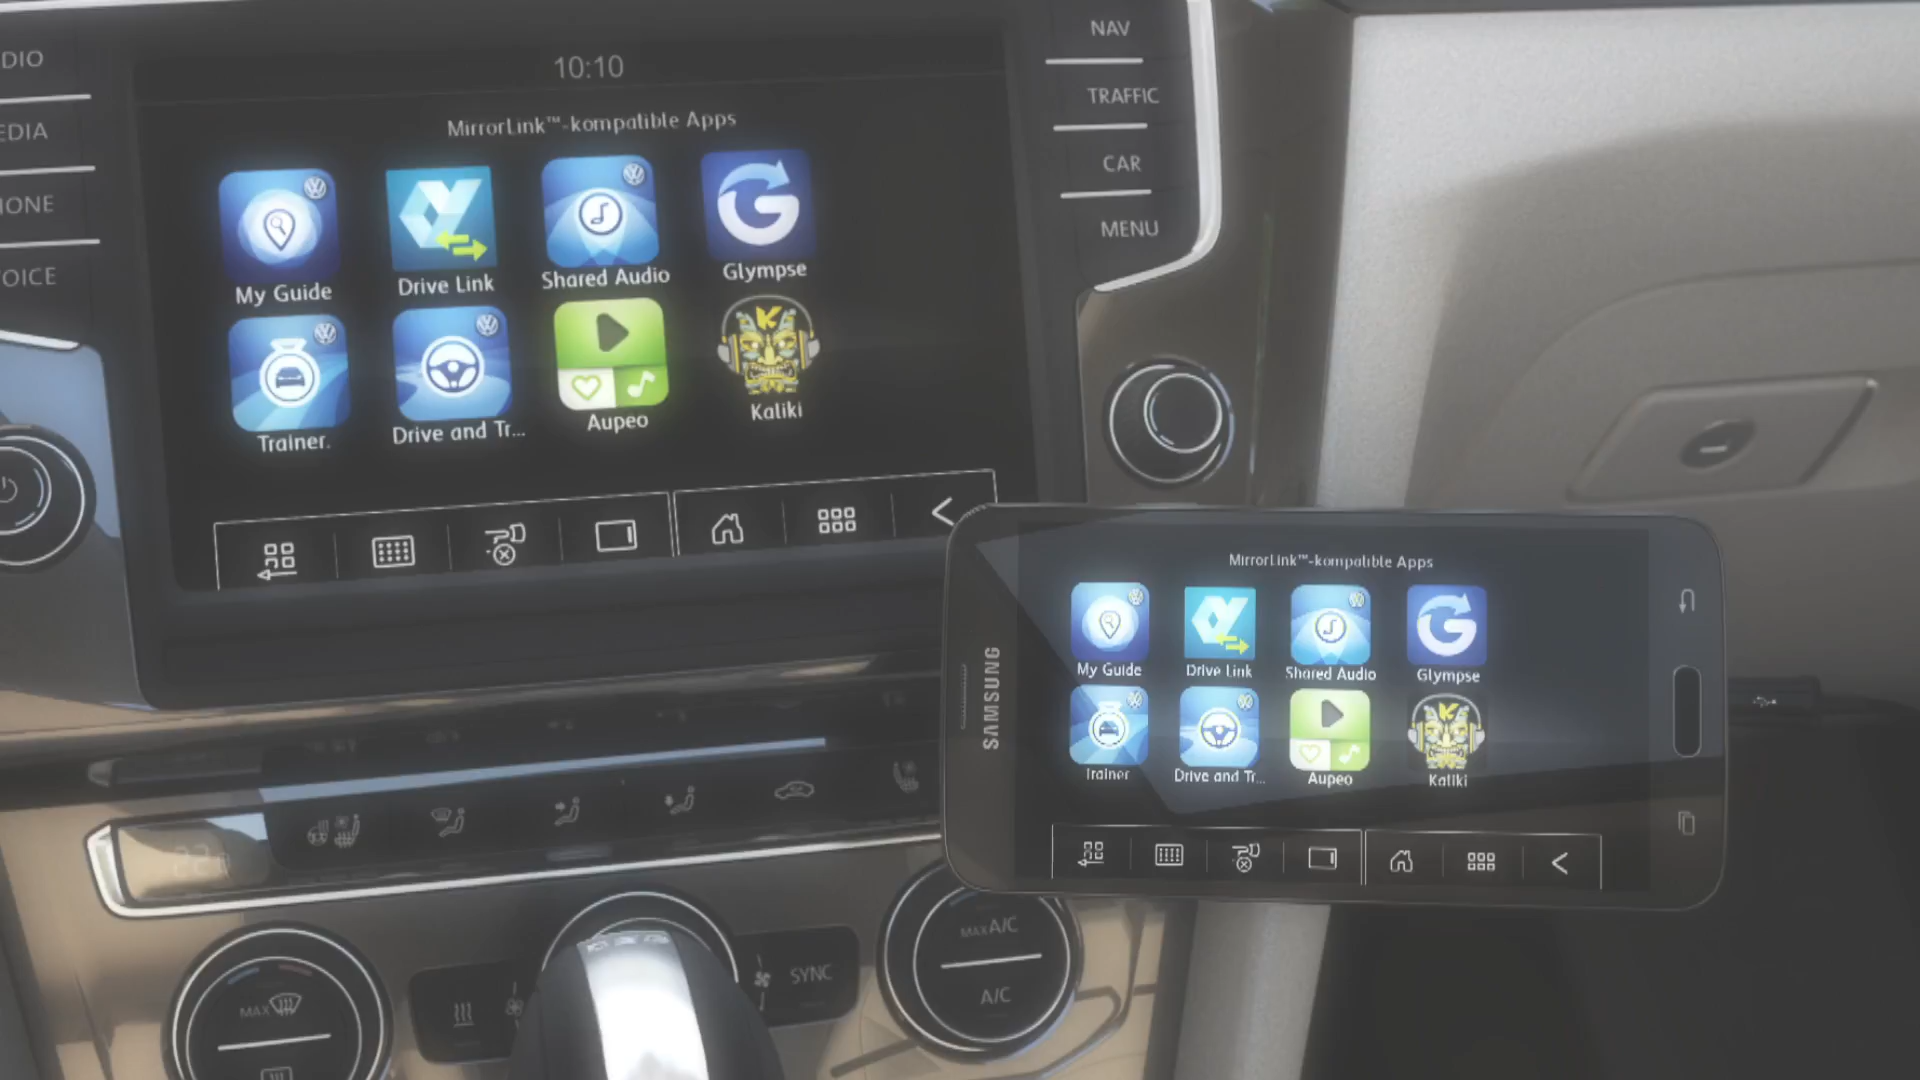 10:10
MirrorLink™-kompatible Apps
My Guide
Drive Link
Shared Audio
Glympse
Trainer.
Drive and Tr...
Aupeo
Kaliki
DIO
EDIA
IONE
OICE
NAV
TRAFFIC
CAR
MENU
SAMSUNG
MirrorLink™-kompatible Apps
My Guide
Drive Link
Shared Audio
Glympse
Trainer
Drive and Tr...
Aupeo
Kaliki
MAX
SYNC
MAX A/C
A/C